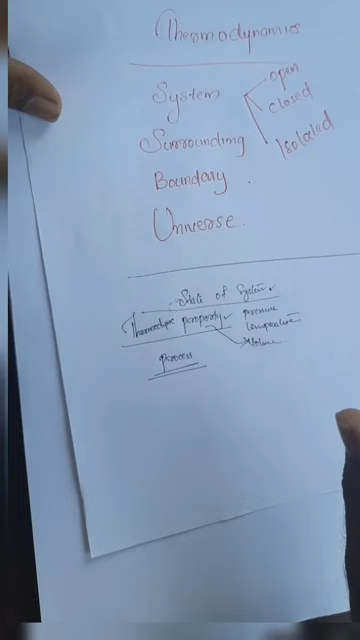 Thermodynamics
System open
closed
Isolated
Surrounding
Boundary
Universe.
State of System
Thermodynamic property pressure
temperature
Volume
process